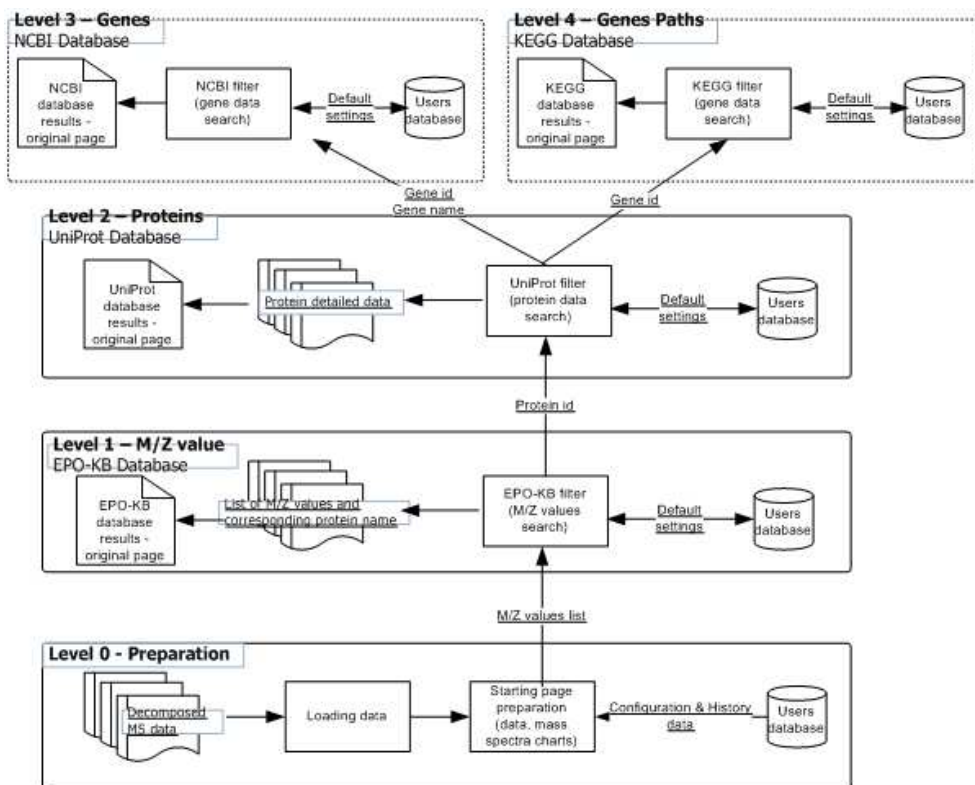 Level 3 – Genes
NCBI Database
NCBI
database
results -
original page
NCBI filter
(gene data
search)
Default
settings
Users
database
Level 4 – Genes Paths
KEGG Database
KEGG
database
results -
original page
KEGG filter
(gene data
search)
Default
settings
Users
database
Gene id
Gene name
Gene id
Level 2 – Proteins
UniProt Database
UniProt
database
results -
original page
Protein detailed data
UniProt filter
(protein data
search)
Default
settings
Users
database
Protein id
Level 1 – M/Z value
EPO-KB Database
EPO-KB
database
results -
original page
List of M/Z values and
corresponding protein name
EPO-KB filter
(M/Z values
search)
Default
settings
Users
database
M/Z values list
Level 0 - Preparation
Decomposed
MS data
Loading data
Starting page
preparation
(data, mass
spectra charts)
Configuration & History
data
Users
database